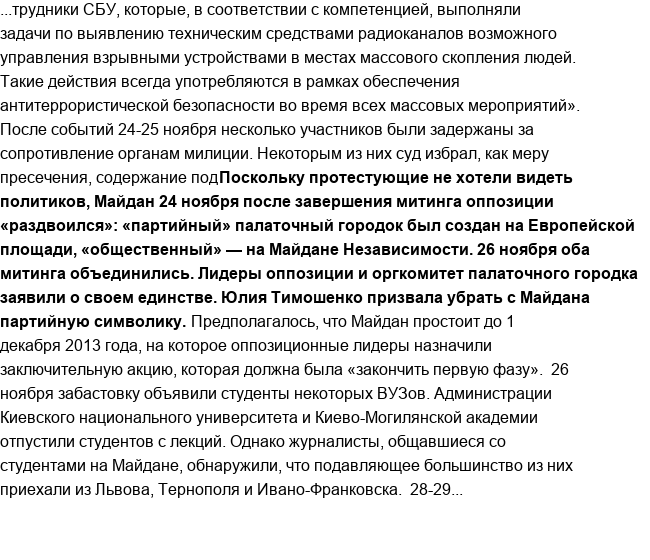 ...трудники СБУ, которые, в соответствии с компетенцией, выполняли
задачи по выявлению техническим средствами радиоканалов возможного
управления взрывными устройствами в местах массового скопления людей.
Такие действия всегда употребляются в рамках обеспечения
антитеррористической безопасности во время всех массовых мероприятий».
После событий 24-25 ноября несколько участников были задержаны за
сопротивление органам милиции. Некоторым из них суд избрал, как меру
пресечения, содержание подПоскольку протестующие не хотели видеть
политиков, Майдан 24 ноября после завершения митинга оппозиции
«раздвоился»: «партийный» палаточный городок был создан на Европейской
площади, «общественный» — на Майдане Независимости. 26 ноября оба
митинга объединились. Лидеры оппозиции и оргкомитет палаточного городка
заявили о своем единстве. Юлия Тимошенко призвала убрать с Майдана
партийную символику. Предполагалось, что Майдан простоит до 1
декабря 2013 года, на которое оппозиционные лидеры назначили
заключительную акцию, которая должна была «закончить первую фазу».  26
ноября забастовку объявили студенты некоторых ВУЗов. Администрации
Киевского национального университета и Киево-Могилянской академии
отпустили студентов с лекций. Однако журналисты, общавшиеся со
студентами на Майдане, обнаружили, что подавляющее большинство из них
приехали из Львова, Тернополя и Ивано-Франковска.  28-29...